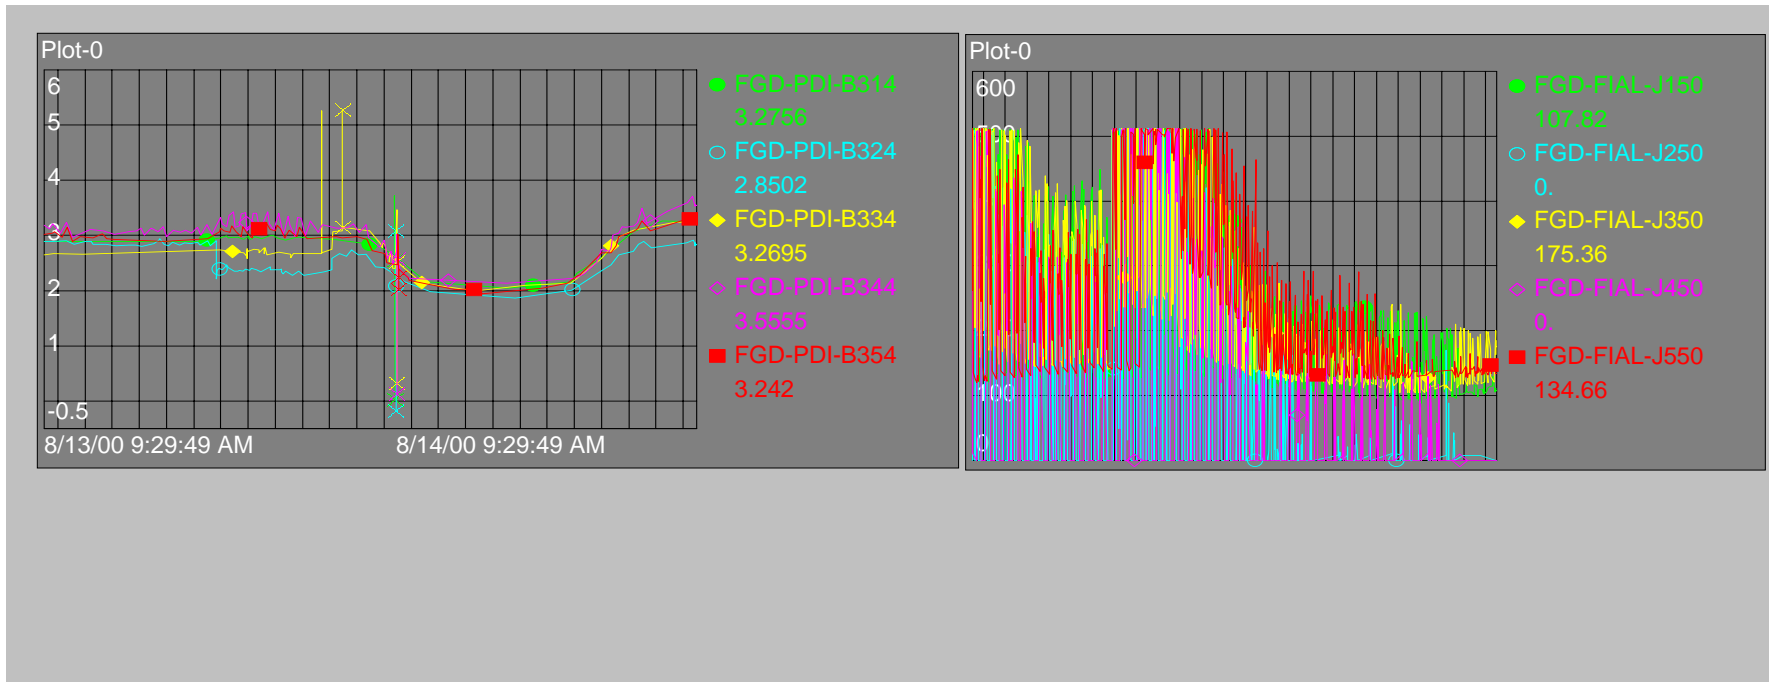 Plot-0
6
5
4
3
2
1
-0.5
8/13/00 9:29:49 AM
8/14/00 9:29:49 AM
FGD-PDI-B314
3.2756
FGD-PDI-B324
2.8502
FGD-PDI-B334
3.2695
FGD-PDI-B344
3.5555
FGD-PDI-B354
3.242
Plot-0
600
500
100
0
FGD-FIAL-J150
107.82
FGD-FIAL-J250
0.
FGD-FIAL-J350
175.36
FGD-FIAL-J450
0.
FGD-FIAL-J550
134.66